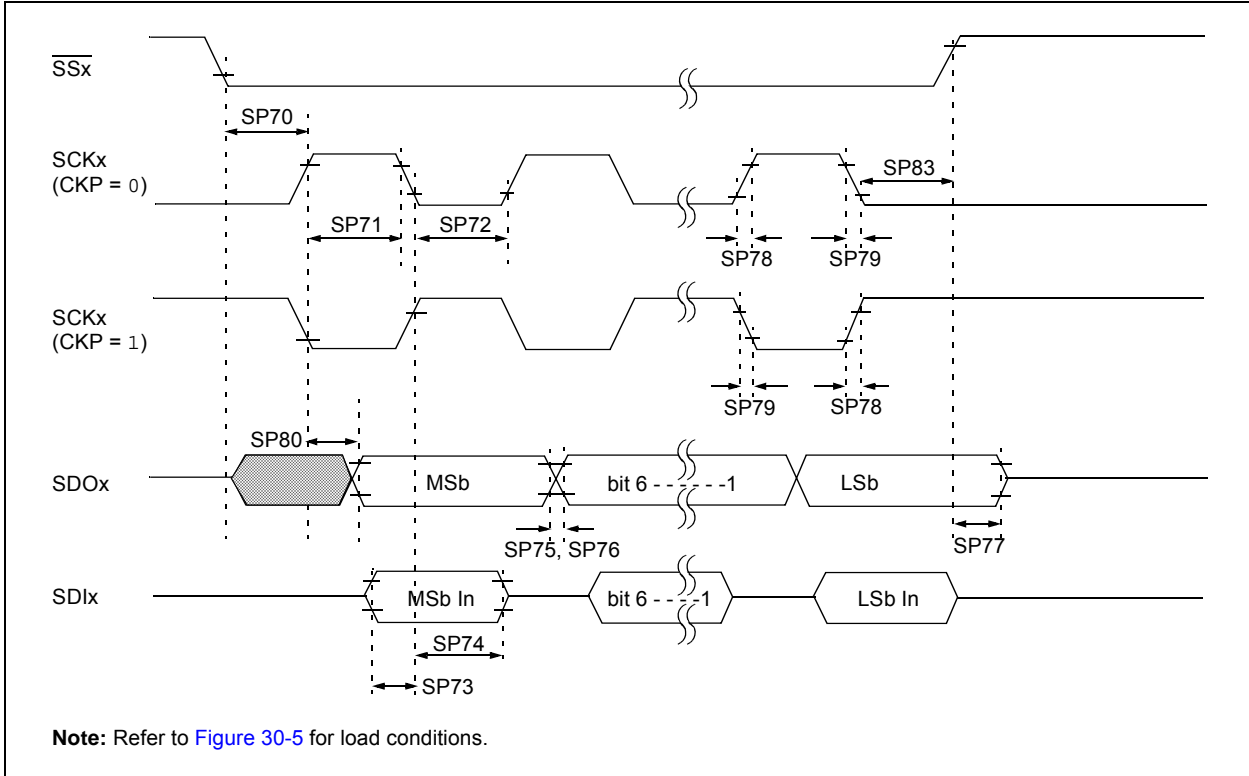 SSx
SP70
SCKx
(CKP = 0)
SP83
SP71
SP72
SP78
SP79
SCKx
(CKP = 1)
SP79
SP78
SP80
SDOx
MSb
bit 6 - - - - - -1
LSb
SP75, SP76
SP77
SDIx
MSb In
bit 6 - - - -1
LSb In
SP74
SP73
Note: Refer to Figure 30-5 for load conditions.